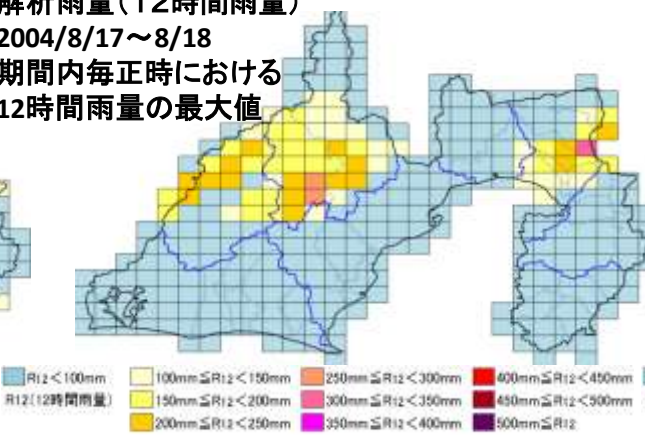 解析雨量（１２時間雨量）
2004/8/17～8/18
期間内毎正時における
12時間雨量の最大値
R12＜100mm
100mm≦R12＜150mm
250mm≦R12＜300mm
400mm≦R12＜450mm
R12(12時間雨量)
150mm≦R12＜200mm
300mm≦R12＜350mm
450mm≦R12＜500mm
200mm≦R12＜250mm
350mm≦R12＜400mm
500mm≦R12